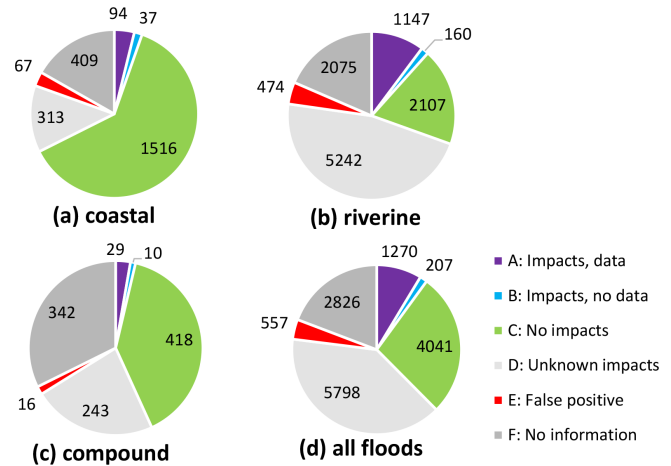 94
37
409
67
313
1516
(a) coastal
1147
160
2075
474
2107
5242
(b) riverine
29
10
342
418
16
243
(c) compound
1270
207
2826
557
4041
5798
(d) all floods
A: Impacts, data
B: Impacts, no data
C: No impacts
D: Unknown impacts
E: False positive
F: No information